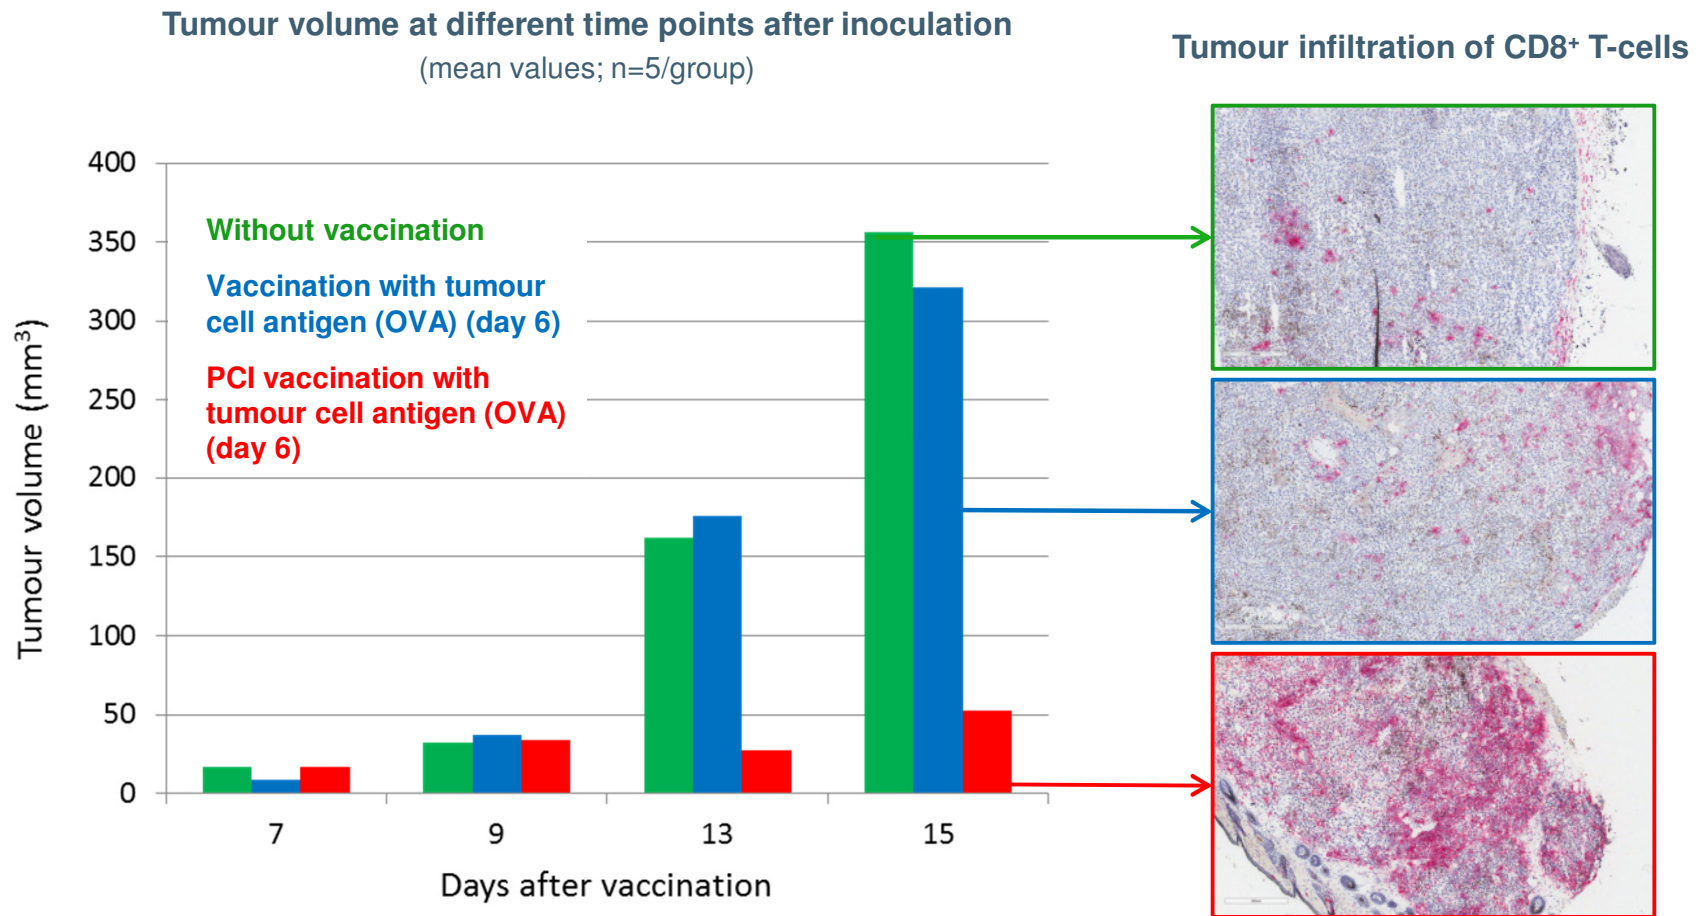 Tumour volume at different time points after inoculation
(mean values; n=5/group)
Tumour infiltration of CD8⁺ T-cells
Tumour volume (mm³)
400
350
300
250
200
150
100
50
0
Without vaccination
Vaccination with tumour
cell antigen (OVA) (day 6)
PCI vaccination with
tumour cell antigen (OVA)
(day 6)
7 9 13 15
Days after vaccination